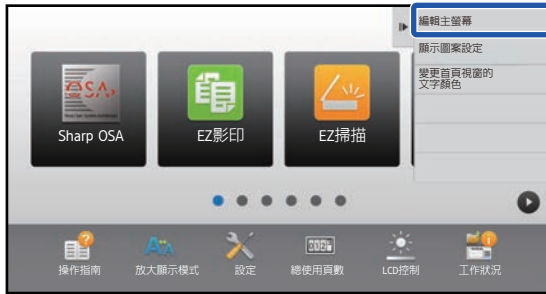 編輯主螢幕
顯示圖案設定
變更首頁視窗的
文字顏色
Sharp OSA
EZ影印
EZ掃描
操作指南
放大顯示模式
設定
總使用頁數
LCD控制
工作狀況